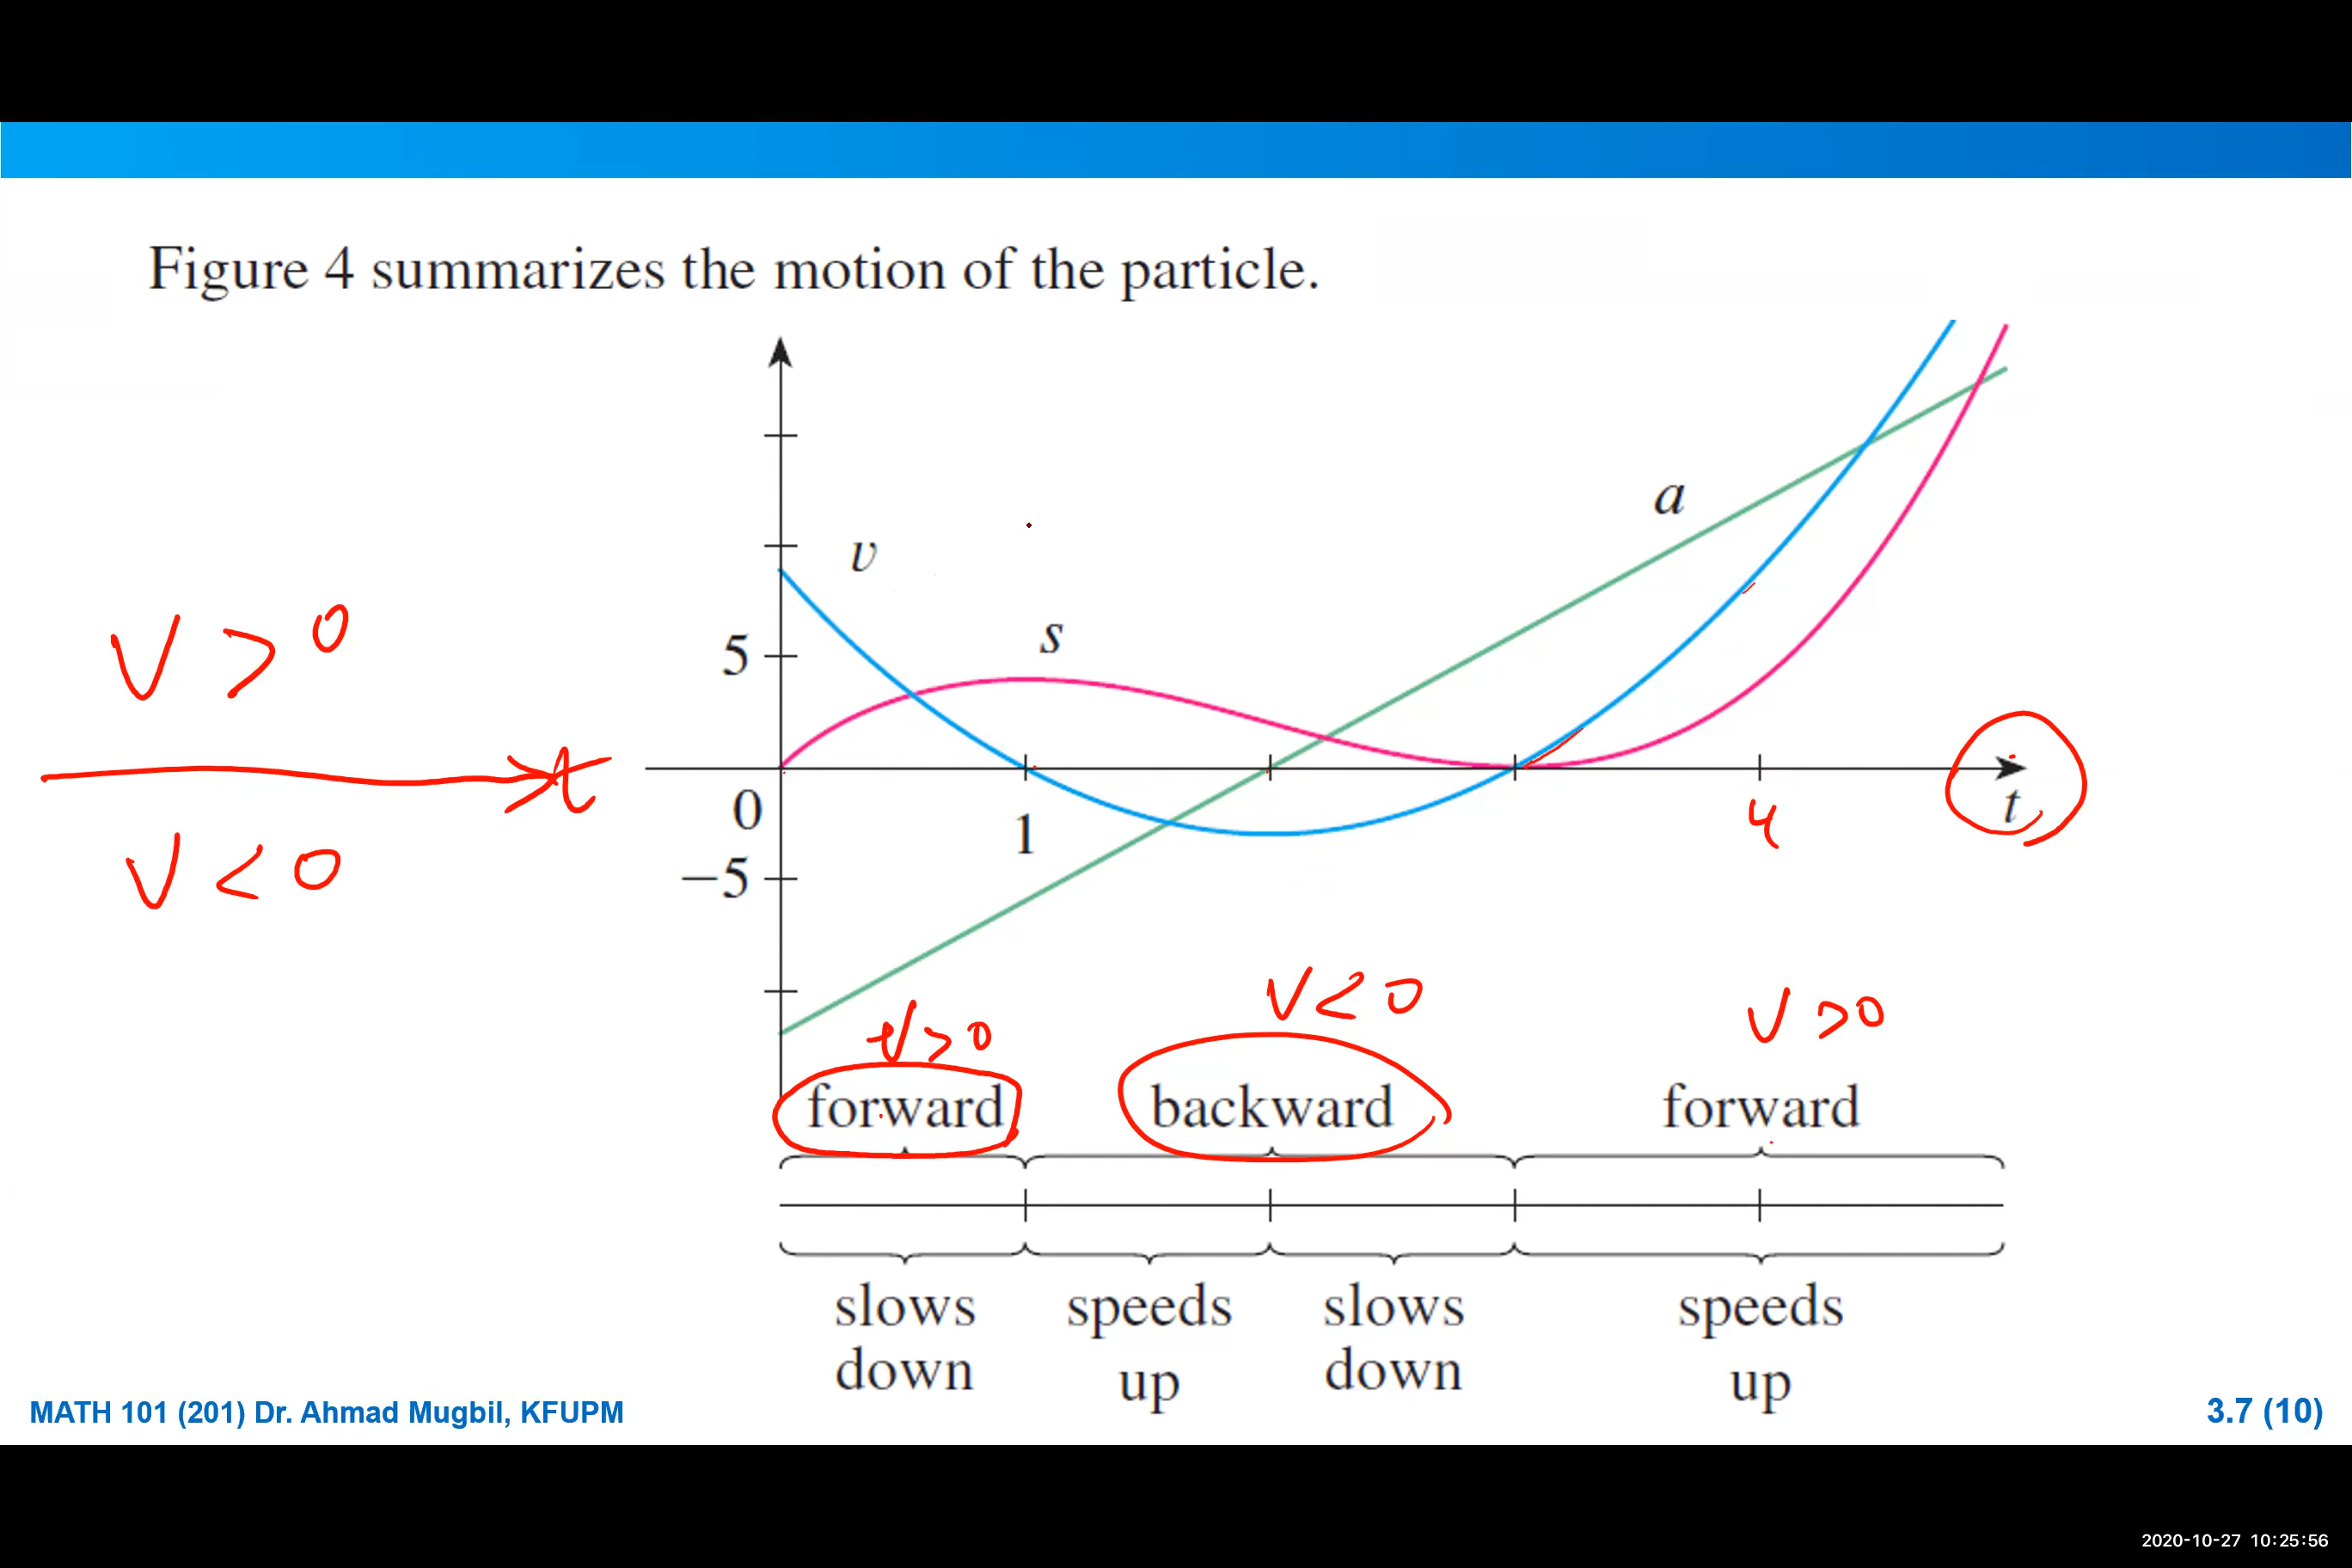 Figure 4 summarizes the motion of the particle.
a
v
s
V > 0
5
t
0
1
4
t
V < 0
−5
V > 0
V < 0
V > 0
forward
backward
forward
slows down
speeds up
slows down
speeds up
MATH 101 (201) Dr. Ahmad Mugbil, KFUPM
3.7 (10)
2020-10-27 10:25:56